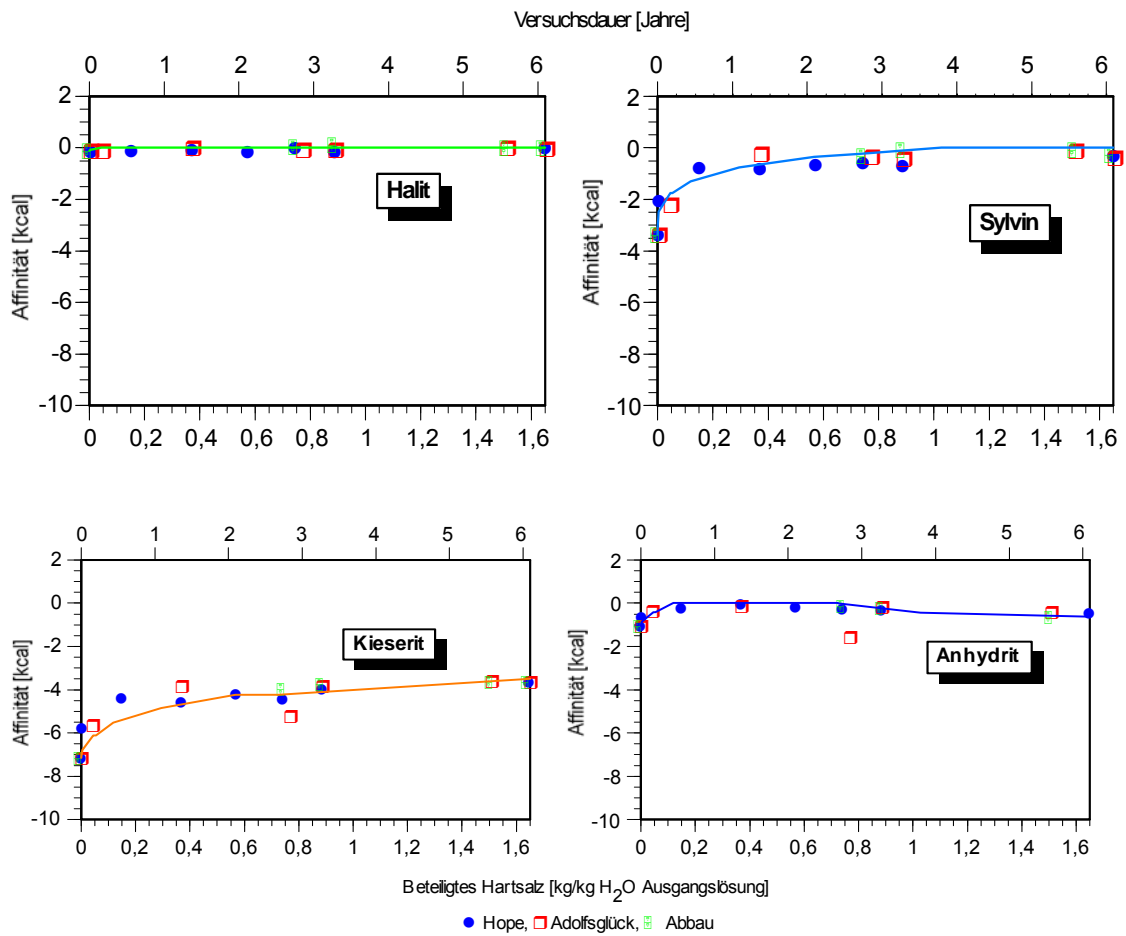 Versuchsdauer [Jahre]
0 1 2 3 4 5 6
0 1 2 3 4 5 6
2
0
-2
-4
-6
-8
-10
Affinität [kcal]
Halit
0 0,2 0,4 0,6 0,8 1 1,2 1,4 1,6
2
0
-2
-4
-6
-8
-10
Affinität [kcal]
Sylvin
0 0,2 0,4 0,6 0,8 1 1,2 1,4 1,6
0 1 2 3 4 5 6
0 1 2 3 4 5 6
2
0
-2
-4
-6
-8
-10
Affinität [kcal]
Kieserit
0 0,2 0,4 0,6 0,8 1 1,2 1,4 1,6
2
0
-2
-4
-6
-8
-10
Affinität [kcal]
Anhydrit
0 0,2 0,4 0,6 0,8 1 1,2 1,4 1,6
Beteiligtes Hartsalz [kg/kg H2O Ausgangslösung]
Hope, Adolfsglück, Abbau